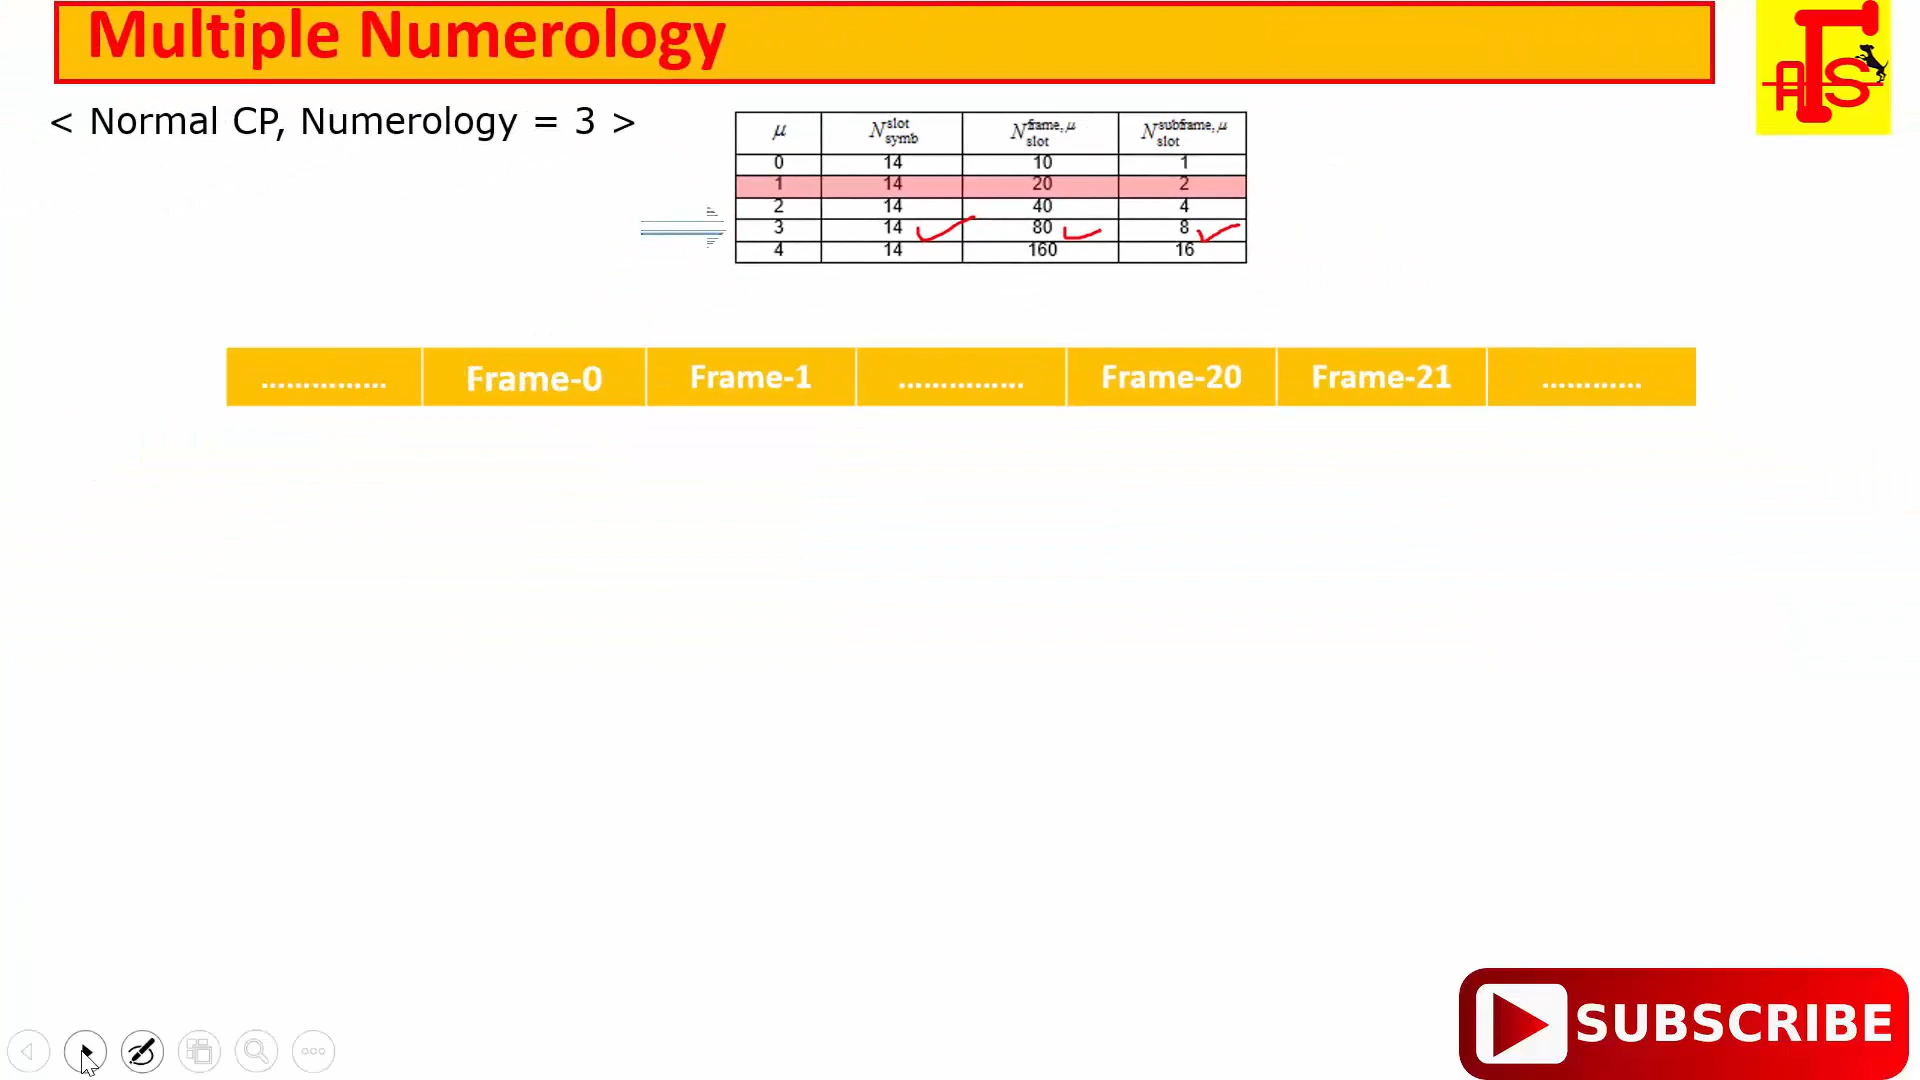 Multiple Numerology
AFS
< Normal CP, Numerology = 3 >
μ N slot symb N frame, μ slot N subframe, μ slot
0 14 10 1
1 14 20 2
2 14 40 4
3 14 80 8
4 14 160 16
............... Frame-0 Frame-1 ............... Frame-20 Frame-21 ............
SUBSCRIBE